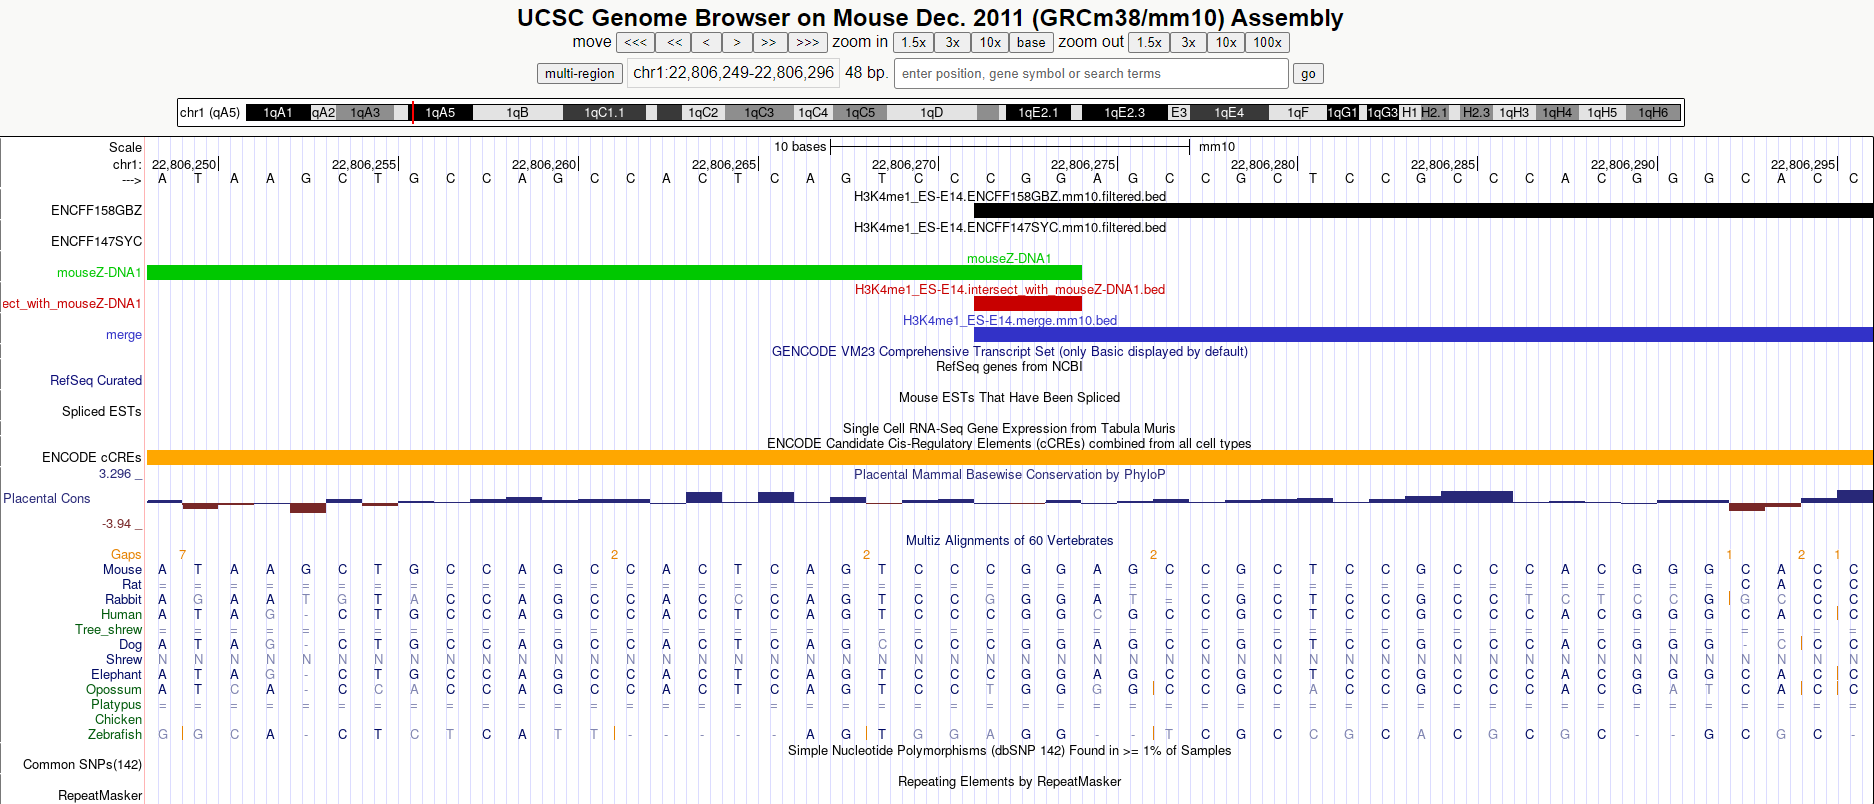 UCSC Genome Browser on Mouse Dec. 2011 (GRCm38/mm10) Assembly
move <<< << < > >> >>> zoom in 1.5x 3x 10x base zoom out 1.5x 3x 10x 100x
multi-region chr1:22,806,249-22,806,296 48 bp. enter position, gene symbol or search terms go
chr1 (qA5) 1qA1 qA2 1qA3 1qA5 1qB 1qC1.1 1qC2 1qC3 1qC4 1qC5 1qD 1qE2.1 1qE2.3 E3 1qE4 1qF 1qG1 1qG3 H1 H2.1 H2.3 1qH3 1qH4 1qH5 1qH6
Scale 10 bases mm10
chr1: 22,806,250 22,806,255 22,806,260 22,806,265 22,806,270 22,806,275 22,806,280 22,806,285 22,806,290 22,806,295
---> A T A A G C T G C C A G C C A C T C A G T C C C G G A G C C G C T C C G C C C A C G G G C A C C
H3K4me1_ES-E14.ENCFF158GBZ.mm10.filtered.bed
ENCFF158GBZ
H3K4me1_ES-E14.ENCFF147SYC.mm10.filtered.bed
ENCFF147SYC
mouseZ-DNA1
mouseZ-DNA1
H3K4me1_ES-E14.intersect_with_mouseZ-DNA1.bed
ect_with_mouseZ-DNA1
H3K4me1_ES-E14.merge.mm10.bed
merge
GENCODE VM23 Comprehensive Transcript Set (only Basic displayed by default)
RefSeq genes from NCBI
RefSeq Curated
Mouse ESTs That Have Been Spliced
Spliced ESTs
Single Cell RNA-Seq Gene Expression from Tabula Muris
ENCODE Candidate Cis-Regulatory Elements (cCREs) combined from all cell types
ENCODE cCREs
3.296 _ Placental Mammal Basewise Conservation by PhyloP
Placental Cons
-3.94 _
Multiz Alignments of 60 Vertebrates
Gaps 7 2 2 2 1 2 1
Mouse A T A A G C T G C C A G C C A C T C A G T C C C G G A G C C G C T C C G C C C A C G G G C A C C
Rat = = = = = = = = = = = = = = = = = = = = = = = = = = = = = = = = = = = = = = = = = = = = C A C C
Rabbit A G A A T G T A C C A G C C A C C C A G T C C G G G A T = C G C T C C G C C T C T C C G | G C C C
Human A T A G - C T G C C A G C C A C T C A G T C C C G G C G C C G C T C C G C C C A C G G G C A C | C
Tree_shrew = = = = = = = = = = = = = = = = = = = = = = = = = = = = = = = = = = = = = = = = = = = = = = = =
Dog A T A G - C T G C C A G C C A C T C A G C C C C G G A G C C G C T C C G C C C A C G G G - C | C C
Shrew N N N N N N N N N N N N N N N N N N N N N N N N N N N N N N N N N N N N N N N N N N N N N N N N
Elephant A T A G - C T G C C A G C C A C T C A G T C C C G G A G C C G C T C C G C C C A C G G G C A C | C
Opossum A T C A - C C A C C A G C C A C T C A G T C C T G G G G | C C G C A C C G C C C A C G A T C A | C | C
Platypus = = = = = = = = = = = = = = = = = = = = = = = = = = = = = = = = = = = = = = = = = = = = = = = =
Chicken
Zebrafish G | G C A - C T C T C A T T | - - - - - A G | T G G A G G - - | T C G C C G C A C G C G C - - G C G C -
Simple Nucleotide Polymorphisms (dbSNP 142) Found in >= 1% of Samples
Common SNPs(142)
Repeating Elements by RepeatMasker
RepeatMasker